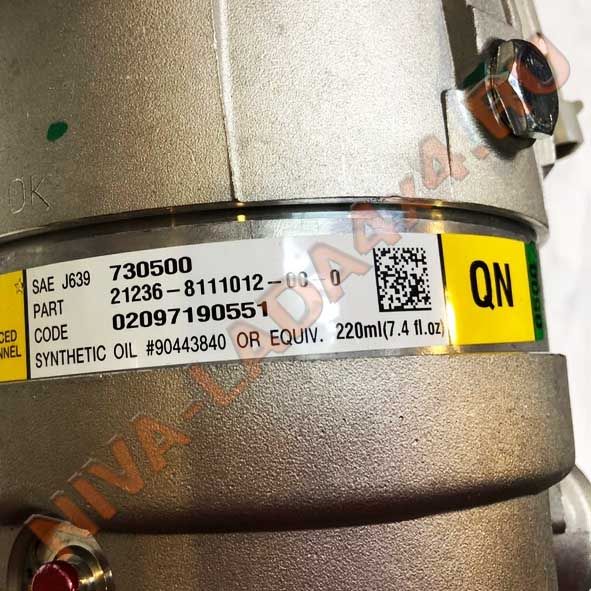 OK
SAE J639 730500
PART 21236-8111012-00-0
CODE 02097190551
SYNTHETIC OIL #90443840 OR EQUIV. 220ml(7.4 fl.oz)
QN
NIVA-LADA4x4.RU